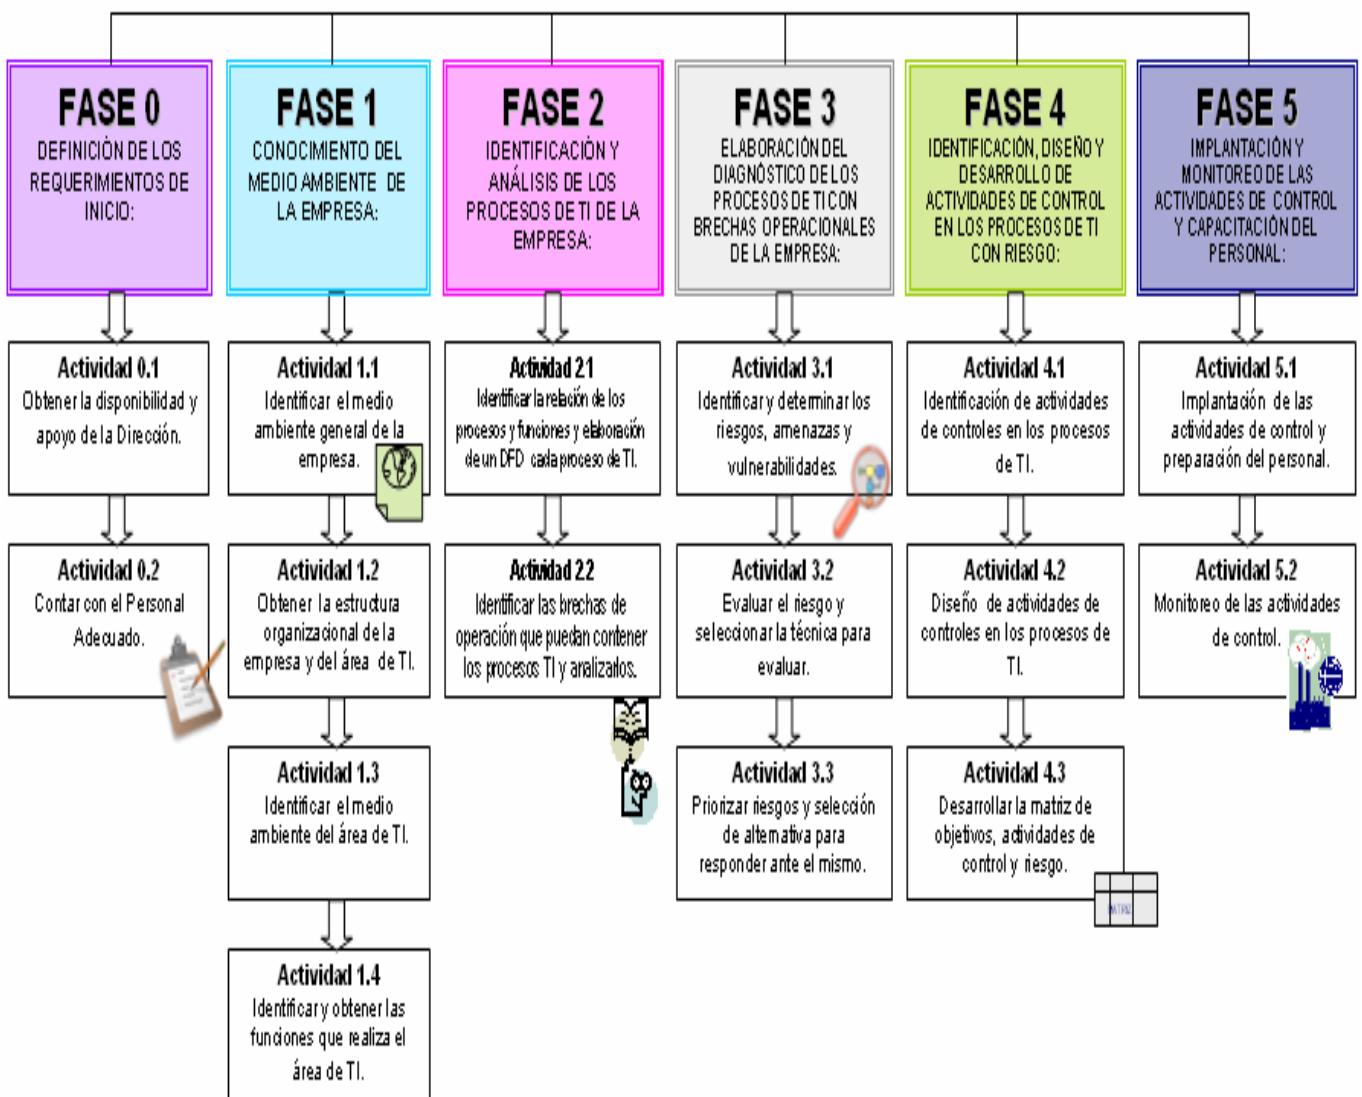 FASE 0
DEFINICIÓN DE LOS
REQUERIMIENTOS DE
INICIO:
Actividad 0.1
Obtener la disponibilidad y
apoyo de la Dirección.
Actividad 0.2
Contar con el Personal
Adecuado.
FASE 1
CONOCIMIENTO DEL
MEDIO AMBIENTE DE
LA EMPRESA:
Actividad 1.1
Identificar el medio
ambiente general de la
empresa.
Actividad 1.2
Obtener la estructura
organizacional de la
empresa y del área de TI.
Actividad 1.3
Identificar el medio
ambiente del área de TI.
Actividad 1.4
Identificar y obtener las
funciones que realiza el
área de TI.
FASE 2
IDENTIFICACIÓN Y
ANÁLISIS DE LOS
PROCESOS DE TI DE LA
EMPRESA:
Actividad 2.1
Identificar la relación de los
procesos y funciones y elaboración
de un DFD cada proceso de TI.
Actividad 2.2
Identificar las brechas de
operación que puedan contener
los procesos TI y analizarlos.
FASE 3
ELABORACIÓN DEL
DIAGNÓSTICO DE LOS
PROCESOS DE TI CON
BRECHAS OPERACIONALES
DE LA EMPRESA:
Actividad 3.1
Identificar y determinar los
riesgos, amenazas y
vulnerabilidades.
Actividad 3.2
Evaluar el riesgo y
seleccionar la técnica para
evaluar.
Actividad 3.3
Priorizar riesgos y selección
de alternativa para
responder ante el mismo.
FASE 4
IDENTIFICACIÓN, DISEÑO Y
DESARROLLO DE
ACTIVIDADES DE CONTROL
EN LOS PROCESOS DE TI
CON RIESGO:
Actividad 4.1
Identificación de actividades
de controles en los procesos
de TI.
Actividad 4.2
Diseño de actividades de
controles en los procesos de
TI.
Actividad 4.3
Desarrollar la matriz de
objetivos, actividades de
control y riesgo.
MATRIZ
FASE 5
IMPLANTACIÓN Y
MONITOREO DE LAS
ACTIVIDADES DE CONTROL
Y CAPACITACIÓN DEL
PERSONAL:
Actividad 5.1
Implantación de las
actividades de control y
preparación del personal.
Actividad 5.2
Monitoreo de las actividades
de control.